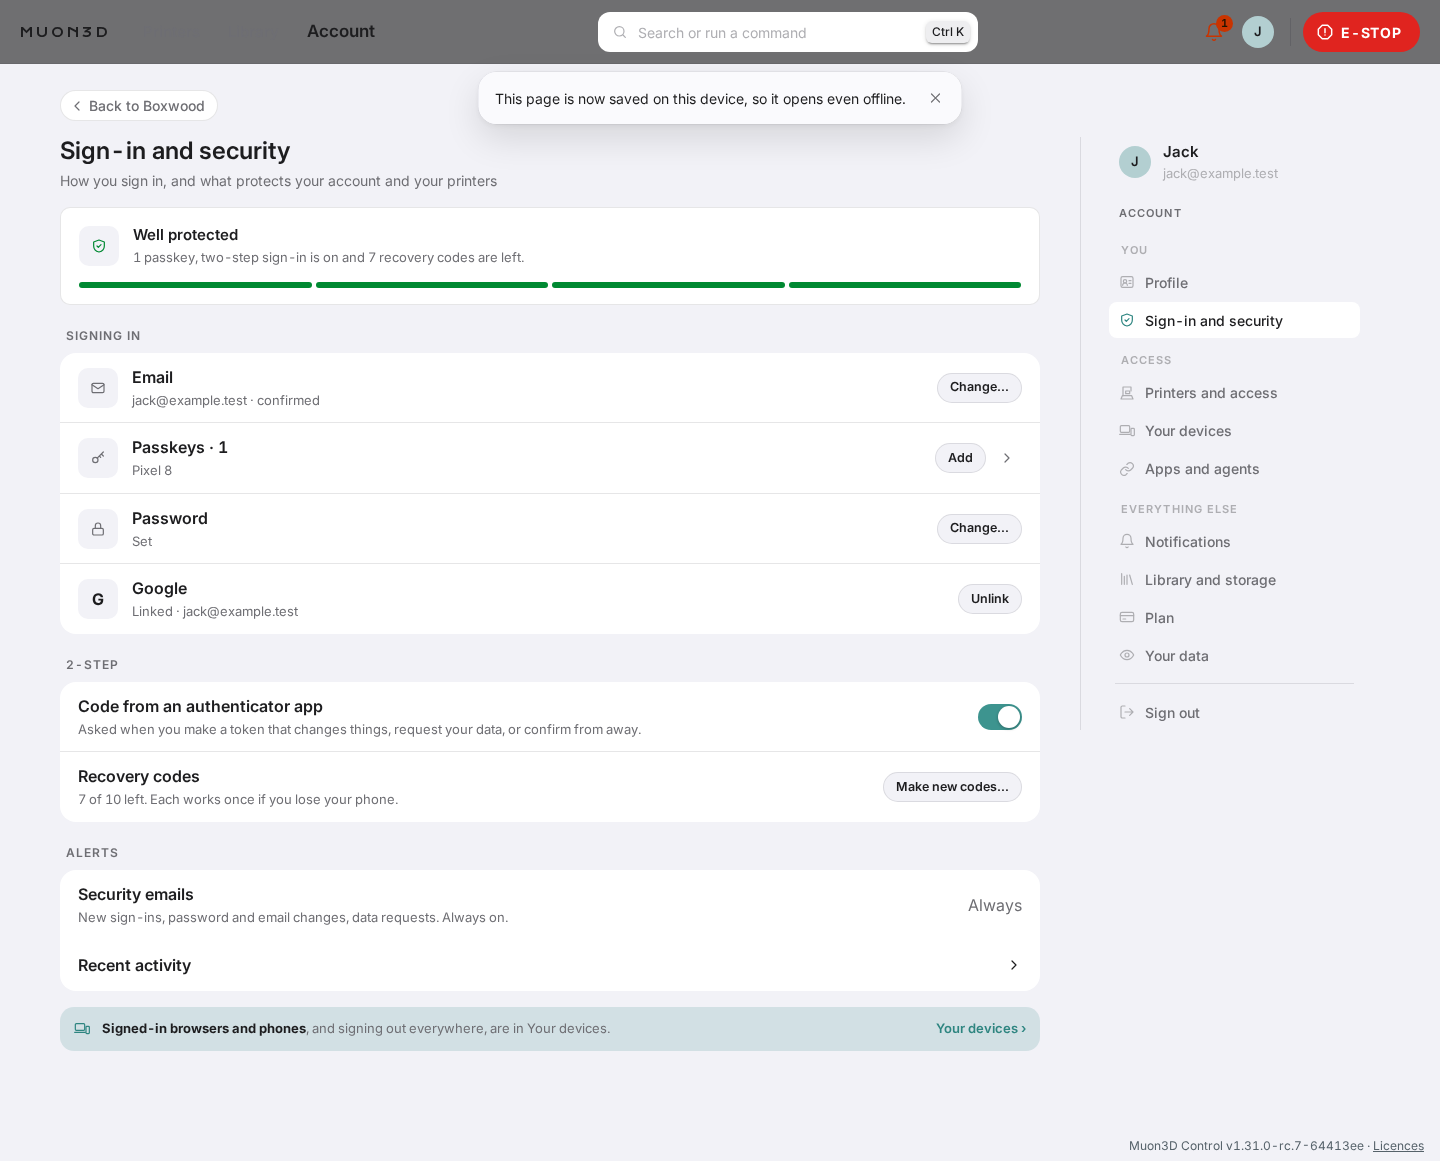 MUON3D
Account
Search or run a command
Ctrl K
1
J
E-STOP
This page is now saved on this device, so it opens even offline.
Back to Boxwood
Sign-in and security
How you sign in, and what protects your account and your printers
Well protected
1 passkey, two-step sign-in is on and 7 recovery codes are left.
SIGNING IN
Email
jack@example.test · confirmed
Change...
Passkeys · 1
Pixel 8
Add
Password
Set
Change...
G
Google
Linked · jack@example.test
Unlink
2-STEP
Code from an authenticator app
Asked when you make a token that changes things, request your data, or confirm from away.
Recovery codes
7 of 10 left. Each works once if you lose your phone.
Make new codes...
ALERTS
Security emails
New sign-ins, password and email changes, data requests. Always on.
Always
Recent activity
Signed-in browsers and phones, and signing out everywhere, are in Your devices.
Your devices ›
J
Jack
jack@example.test
ACCOUNT
YOU
Profile
Sign-in and security
ACCESS
Printers and access
Your devices
Apps and agents
EVERYTHING ELSE
Notifications
Library and storage
Plan
Your data
Sign out
Muon3D Control v1.31.0-rc.7-64413ee · Licences